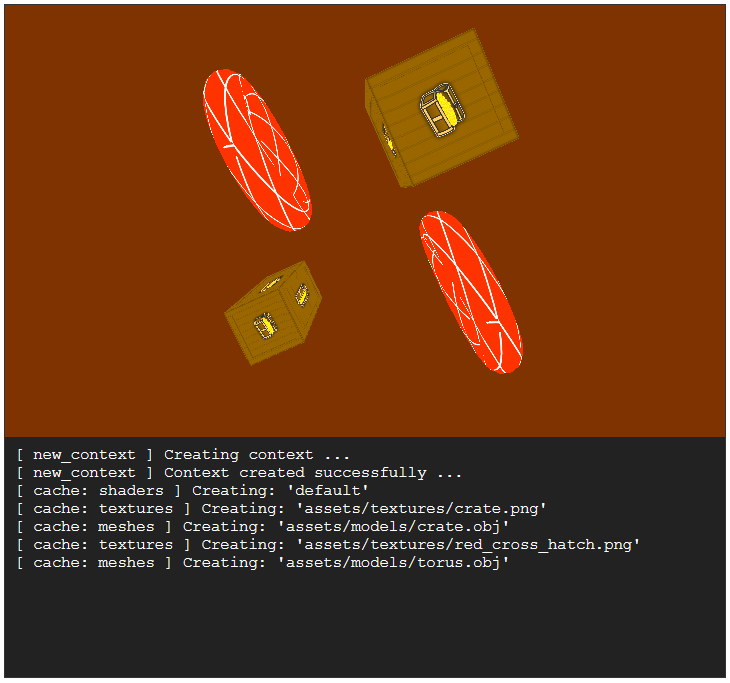 [ new_context ] Creating context ...
[ new_context ] Context created successfully ...
[ cache: shaders ] Creating: 'default'
[ cache: textures ] Creating: 'assets/textures/crate.png'
[ cache: meshes ] Creating: 'assets/models/crate.obj'
[ cache: textures ] Creating: 'assets/textures/red_cross_hatch.png'
[ cache: meshes ] Creating: 'assets/models/torus.obj'